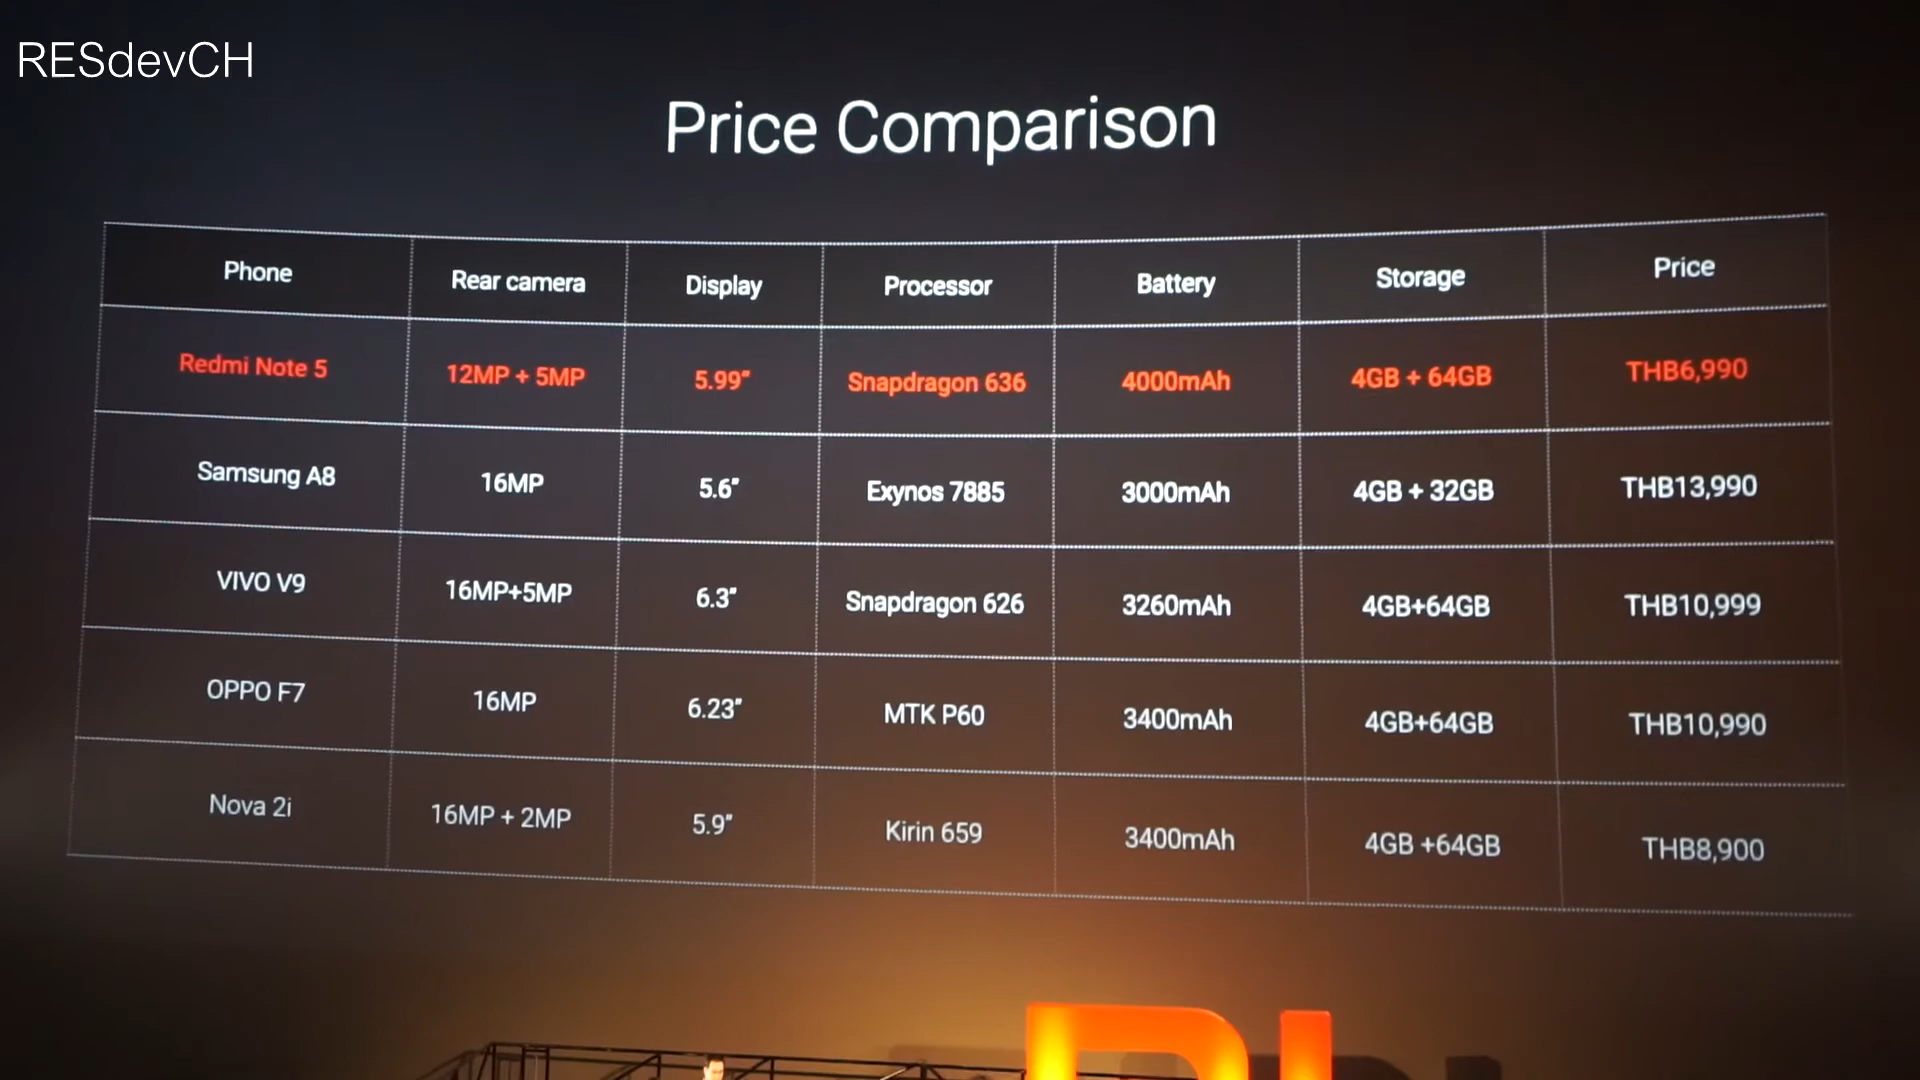 RESdevCH
Price Comparison
Phone Rear camera Display Processor Battery Storage Price
Redmi Note 5 12MP + 5MP 5.99" Snapdragon 636 4000mAh 4GB + 64GB THB6,990
Samsung A8 16MP 5.6" Exynos 7885 3000mAh 4GB + 32GB THB13,990
VIVO V9 16MP+5MP 6.3" Snapdragon 626 3260mAh 4GB+64GB THB10,999
OPPO F7 16MP 6.23" MTK P60 3400mAh 4GB+64GB THB10,990
Nova 2i 16MP + 2MP 5.9" Kirin 659 3400mAh 4GB +64GB THB8,900